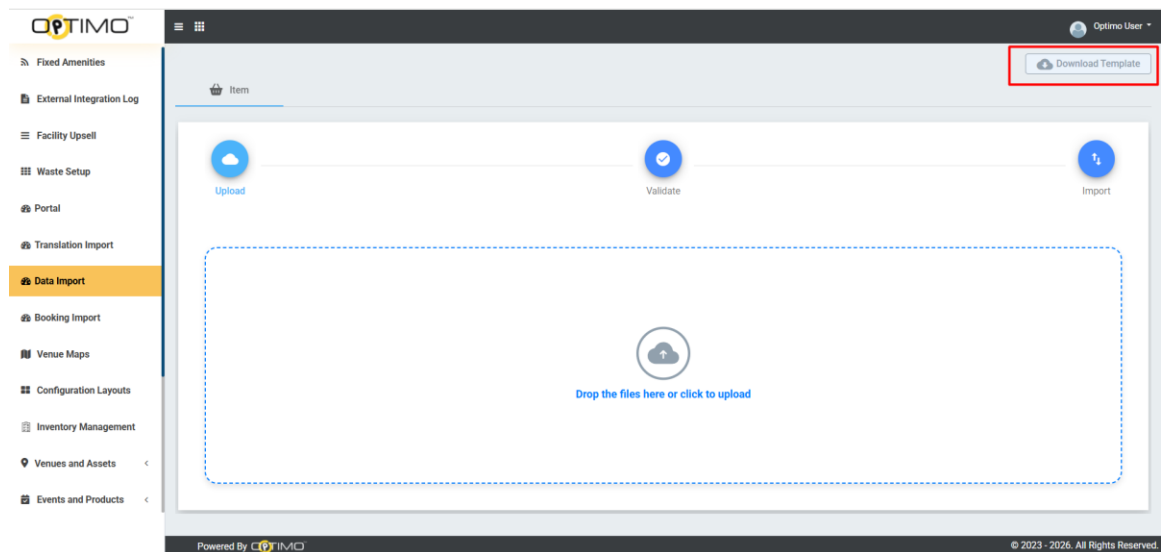 OPTIMO™
Optimo User
Fixed Amenities
Download Template
Item
External Integration Log
Facility Upsell
Waste Setup
Upload
Validate
Import
Portal
Translation Import
Data Import
Booking Import
Venue Maps
Drop the files here or click to upload
Configuration Layouts
Inventory Management
Venues and Assets
Events and Products
Powered By OPTIMO™
© 2023 - 2026. All Rights Reserved.